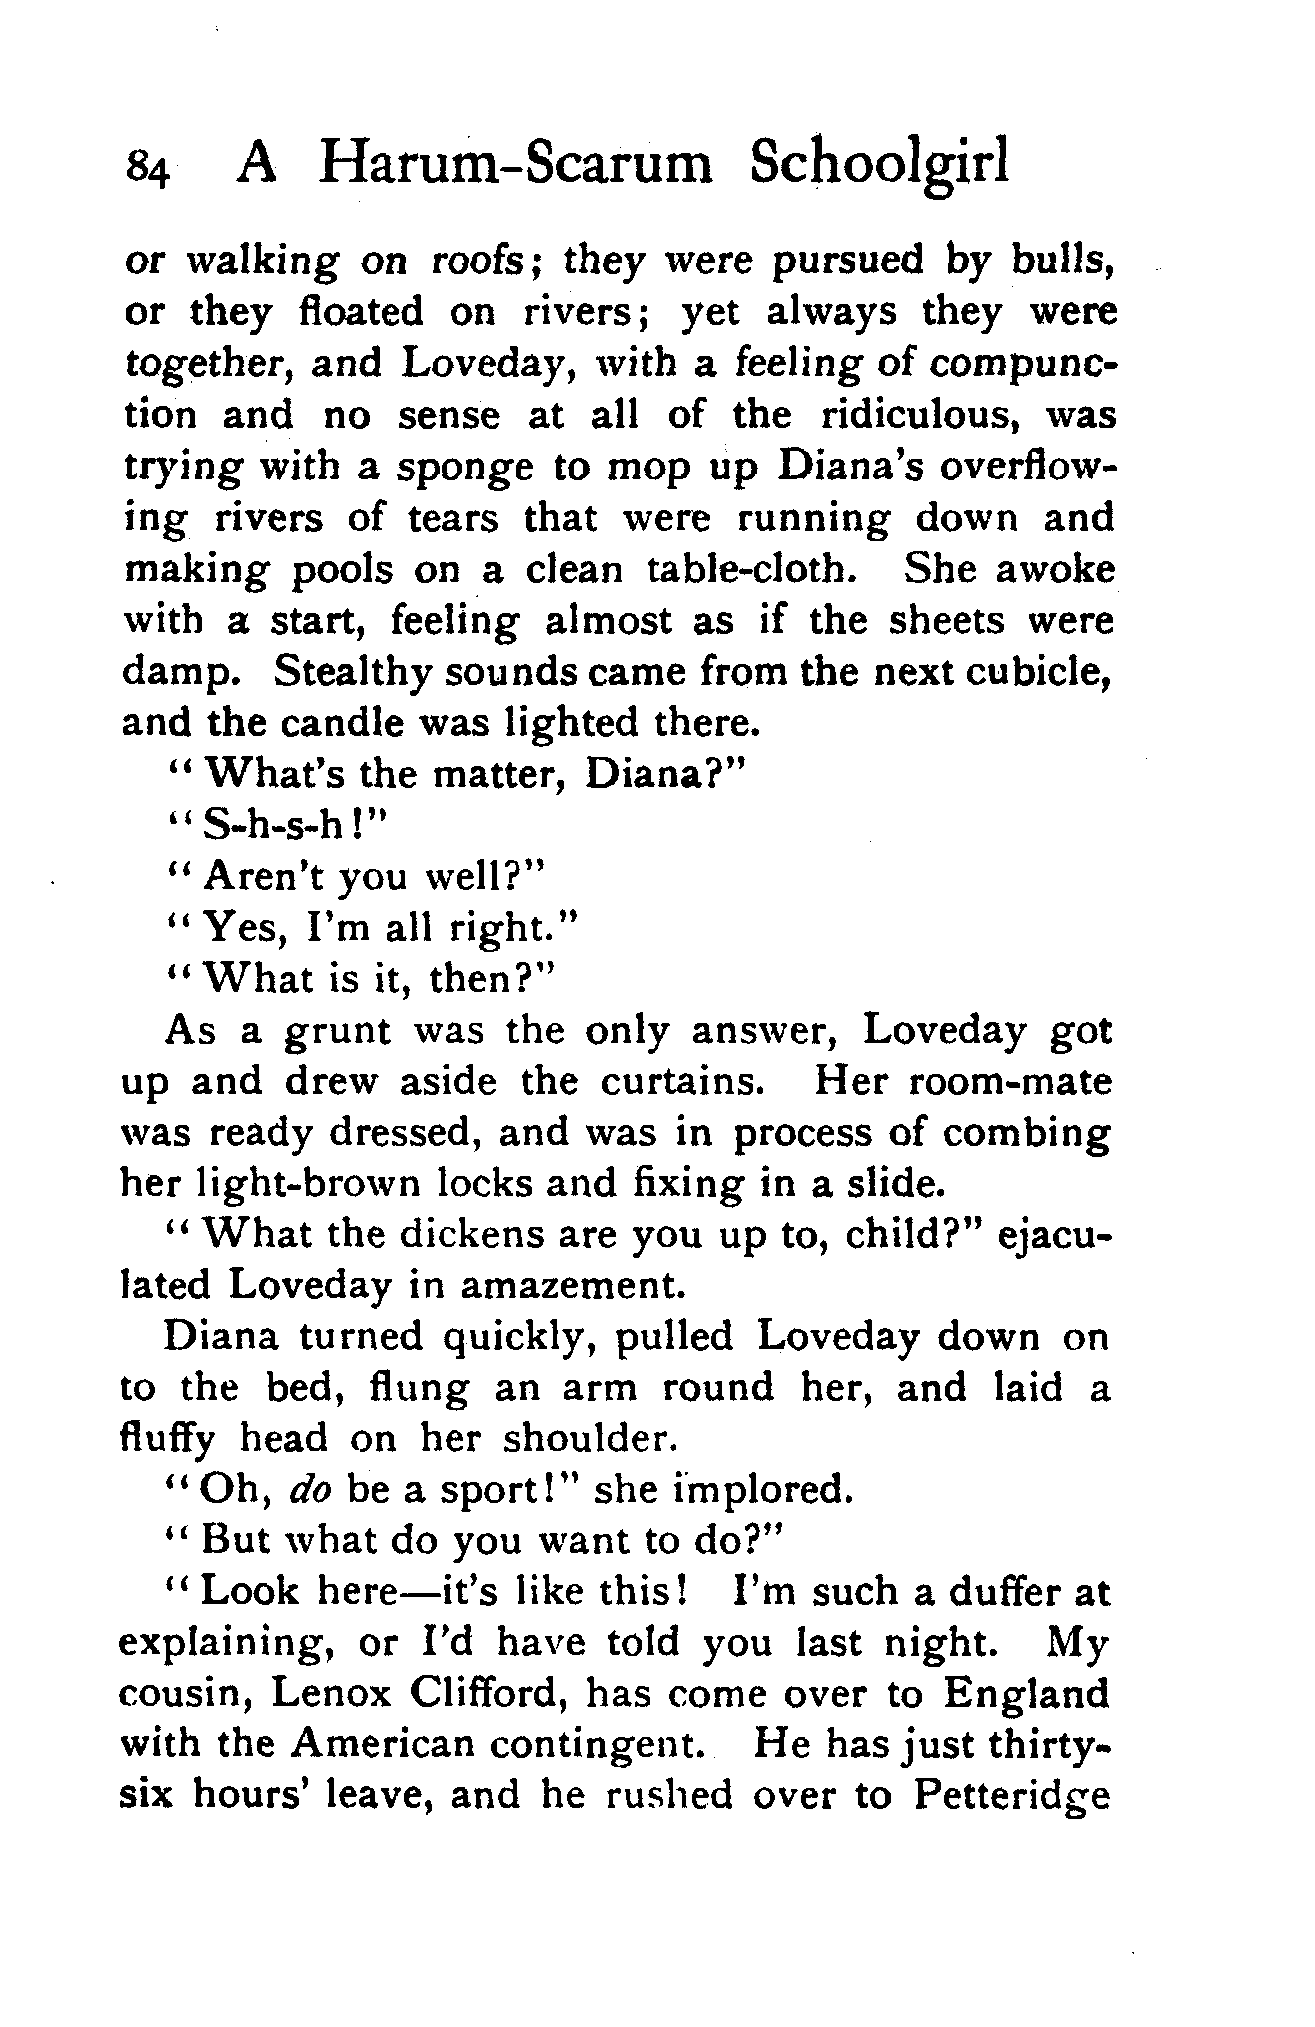 84 A Harum-Scarum Schoolgirl
or walking on roofs; they were pursued by bulls,
or they floated on rivers; yet always they were
together, and Loveday, with a feeling of compunc-
tion and no sense at all of the ridiculous, was
trying with a sponge to mop up Diana's overflow-
ing rivers of tears that were running down and
making pools on a clean table-cloth. She awoke
with a start, feeling almost as if the sheets were
damp. Stealthy sounds came from the next cubicle,
and the candle was lighted there.
"What's the matter, Diana?"
"S-h-s-h!"
"Aren't you well?"
"Yes, I'm all right."
"What is it, then?"
As a grunt was the only answer, Loveday got
up and drew aside the curtains. Her room-mate
was ready dressed, and was in process of combing
her light-brown locks and fixing in a slide.
"What the dickens are you up to, child?" ejacu-
lated Loveday in amazement.
Diana turned quickly, pulled Loveday down on
to the bed, flung an arm round her, and laid a
fluffy head on her shoulder.
"Oh, do be a sport!" she implored.
"But what do you want to do?"
"Look here—it's like this! I'm such a duffer at
explaining, or I'd have told you last night. My
cousin, Lenox Clifford, has come over to England
with the American contingent. He has just thirty-
six hours' leave, and he rushed over to Petteridge